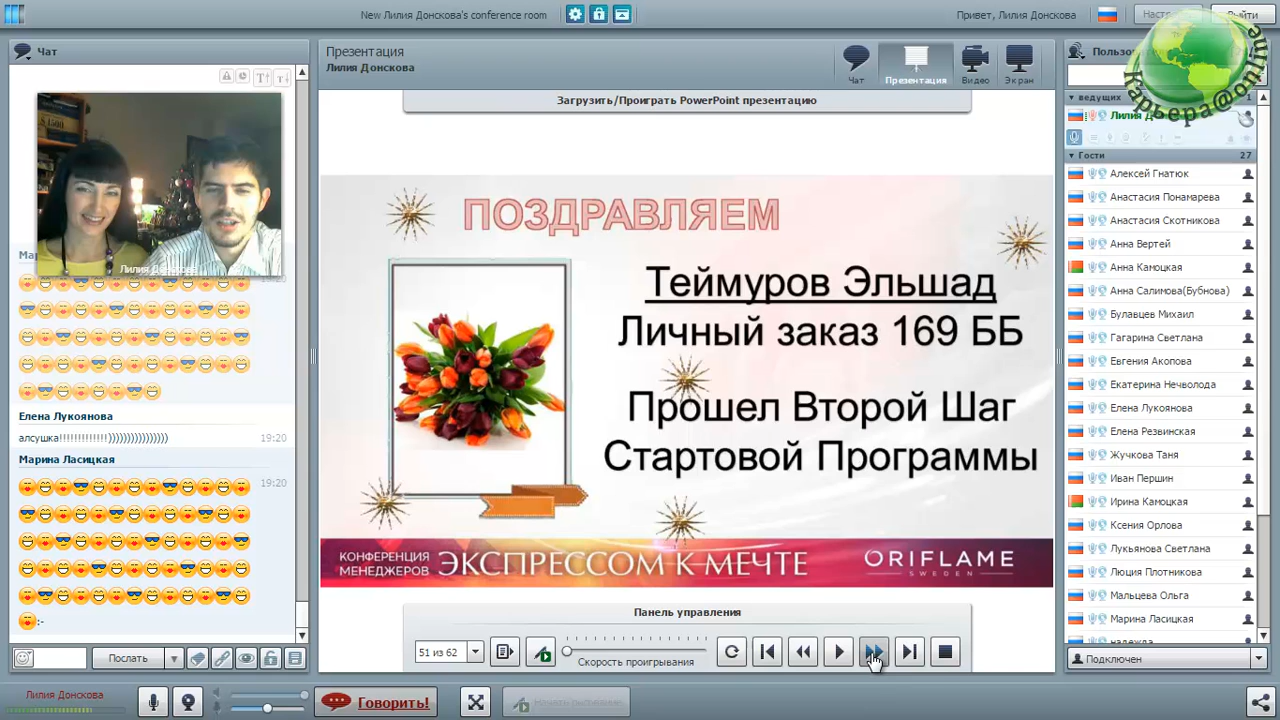 New Лилия Донскова's conference room
Привет, Лилия Донскова
Выйти
Карьера@online
Чат
Презентация
Лилия Донскова
Чат
Презентация
Видео
Экран
Загрузить/Проиграть PowerPoint презентацию
ведущих 1
Гости 27
Алексей Гнатюк
Анастасия Понамарева
Анастасия Скотникова
Анна Вертей
Анна Камоцкая
Анна Салимова(Бубнова)
Булавцев Михаил
Гагарина Светлана
Евгения Акопова
Екатерина Нечволода
Елена Лукоянова
Елена Резвинская
Жучкова Таня
Иван Першин
Ирина Камоцкая
Ксения Орлова
Лукьянова Светлана
Люция Плотникова
Мальцева Ольга
Марина Ласицкая
надежда
Подключен
Елена Лукоянова
алсушка!!!!!!!!!!!!!)))))))))))))))) 19:20
Марина Ласицкая
19:20
:-
Послать
ПОЗДРАВЛЯЕМ
Теймуров Эльшад
Личный заказ 169 ББ
Прошел Второй Шаг
Стартовой Программы
КОНФЕРЕНЦИЯ
МЕНЕДЖЕРОВ
ЭКСПРЕССОМ К МЕЧТЕ
ORIFLAME
SWEDEN
Панель управления
51 из 62
Скорость проигрывания
Лилия Донскова
Говорить!